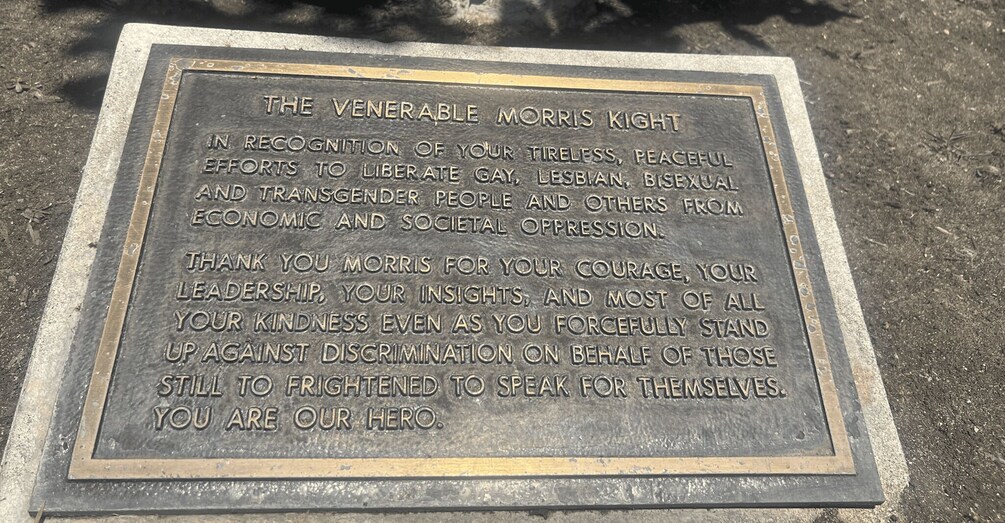 THE VENERABLE MORRIS KIGHT
IN RECOGNITION OF YOUR TIRELESS, PEACEFUL
EFFORTS TO LIBERATE GAY, LESBIAN, BISEXUAL
AND TRANSGENDER PEOPLE AND OTHERS FROM
ECONOMIC AND SOCIETAL OPPRESSION.
THANK YOU MORRIS FOR YOUR COURAGE, YOUR
LEADERSHIP, YOUR INSIGHTS, AND MOST OF ALL
YOUR KINDNESS EVEN AS YOU FORCEFULLY STAND
UP AGAINST DISCRIMINATION ON BEHALF OF THOSE
STILL TO FRIGHTENED TO SPEAK FOR THEMSELVES.
YOU ARE OUR HERO.